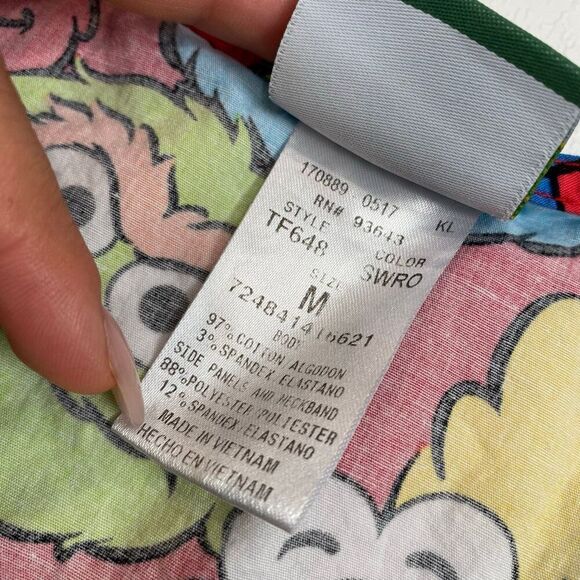 170889 0517 KL
RN# 93643
STYLE COLOR
TF648 SWRO
SIZE
M
724841416621
BODY
97% COTTON ALGODON
3% SPANDEX, ELASTANO
SIDE PANELS AND NECKBAND
88% POLYESTER POLIESTER
12% SPANDEX, ELASTANO
MADE IN VIETNAM
HECHO EN VIETNAM